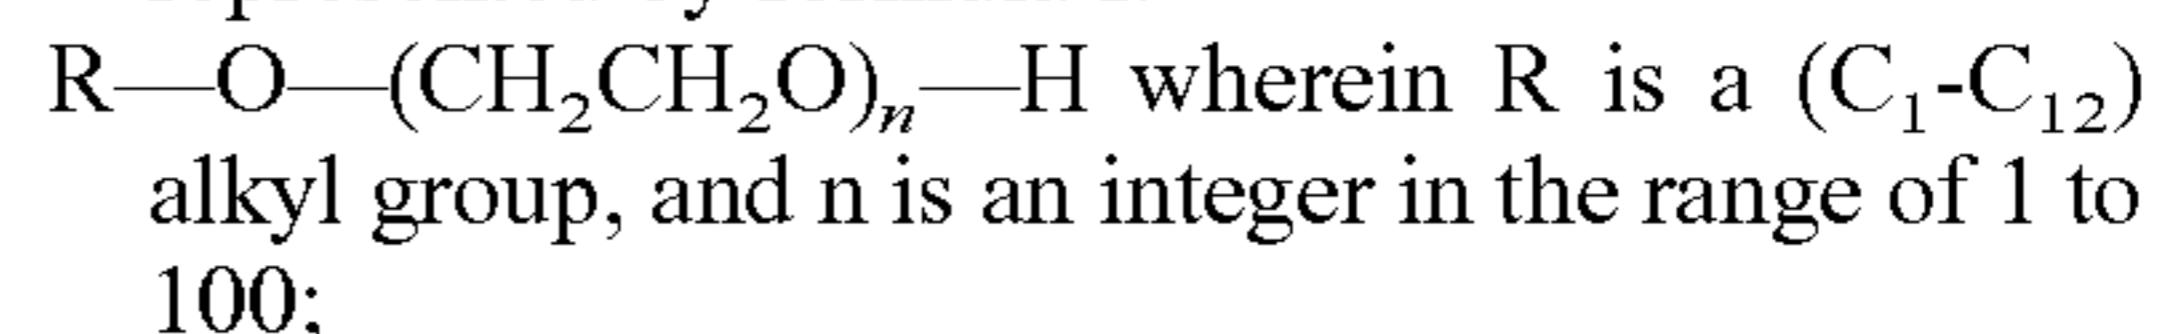 R—O—(CH₂CH₂O)ₙ—H wherein R is a (C₁-C₁₂)
alkyl group, and n is an integer in the range of 1 to
100;